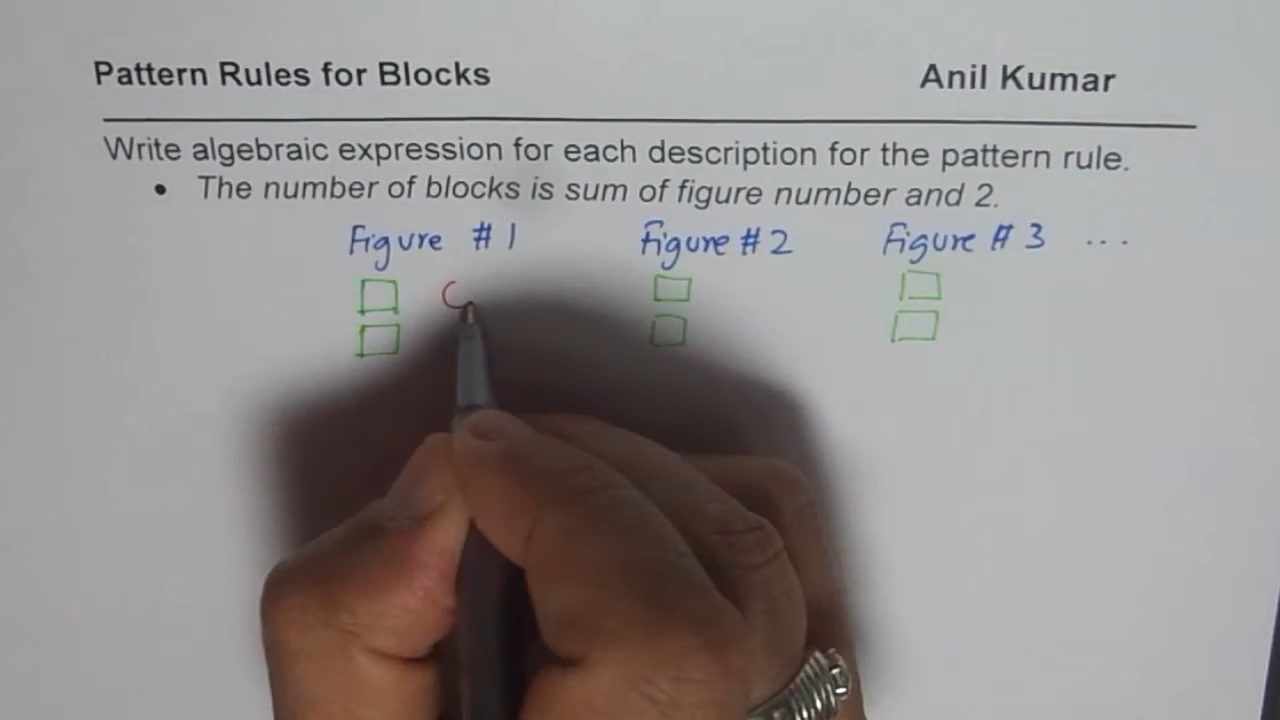 Pattern Rules for Blocks Anil Kumar
Write algebraic expression for each description for the pattern rule.
• The number of blocks is sum of figure number and 2.
Figure # 1 Figure # 2 Figure # 3 ...